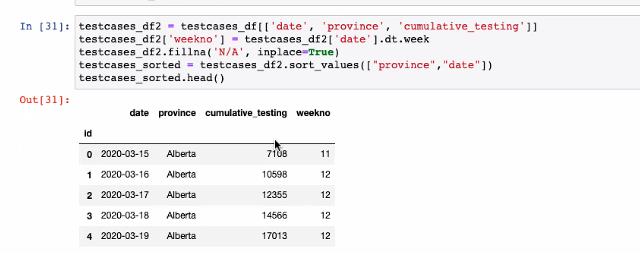 In [31]:
testcases_df2 = testcases_df[['date', 'province', 'cumulative_testing']]
testcases_df2['weekno'] = testcases_df2['date'].dt.week
testcases_df2.fillna('N/A', inplace=True)
testcases_sorted = testcases_df2.sort_values(["province","date"])
testcases_sorted.head()
Out[31]:
date province cumulative_testing weekno
id
0 2020-03-15 Alberta 7108 11
1 2020-03-16 Alberta 10598 12
2 2020-03-17 Alberta 12355 12
3 2020-03-18 Alberta 14566 12
4 2020-03-19 Alberta 17013 12